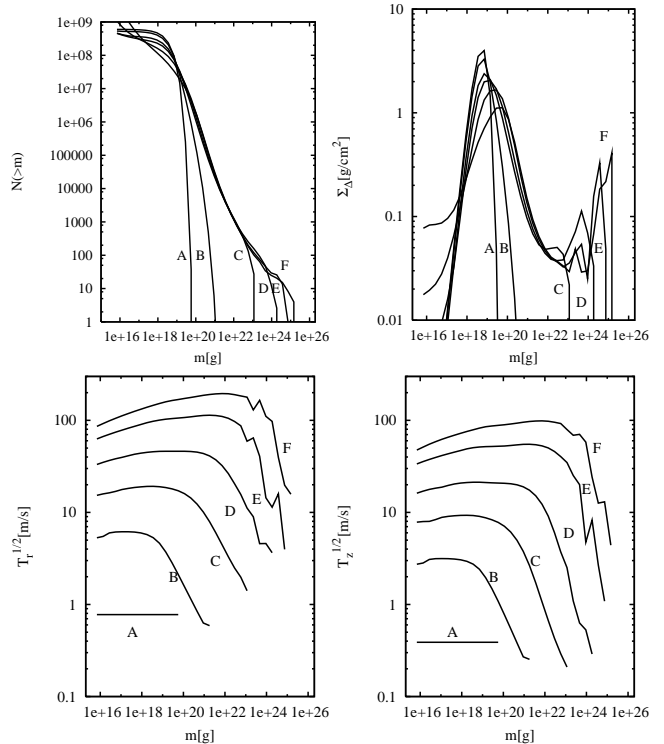 1e+09
1e+08
1e+07
1e+06
100000
10000
1000
100
10
1
N(>m)
A
B
C
D
E
F
1e+16 1e+18 1e+20 1e+22 1e+24 1e+26
m[g]
10
1
0.1
0.01
Σ_Δ[g/cm²]
A
B
C
D
E
F
1e+16 1e+18 1e+20 1e+22 1e+24 1e+26
m[g]
100
10
1
0.1
T_r^{1/2}[m/s]
A
B
C
D
E
F
1e+16 1e+18 1e+20 1e+22 1e+24 1e+26
m[g]
100
10
1
0.1
T_z^{1/2}[m/s]
A
B
C
D
E
F
1e+16 1e+18 1e+20 1e+22 1e+24 1e+26
m[g]